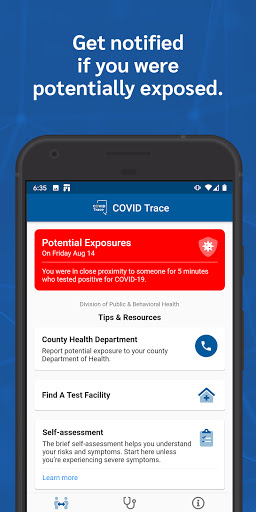 Get notified
if you were
potentially exposed.
6:35
COVID Trace
Potential Exposures
On Friday Aug 14
You were in close proximity to someone for 5 minutes
who tested positive for COVID-19.
Division of Public & Behavioral Health
Tips & Resources
County Health Department
Report potential exposure to your county
Department of Health.
Find A Test Facility
Self-assessment
The brief self-assessment helps you understand
your risks and symptoms. Start here unless
you're experiencing severe symptoms.
Learn more